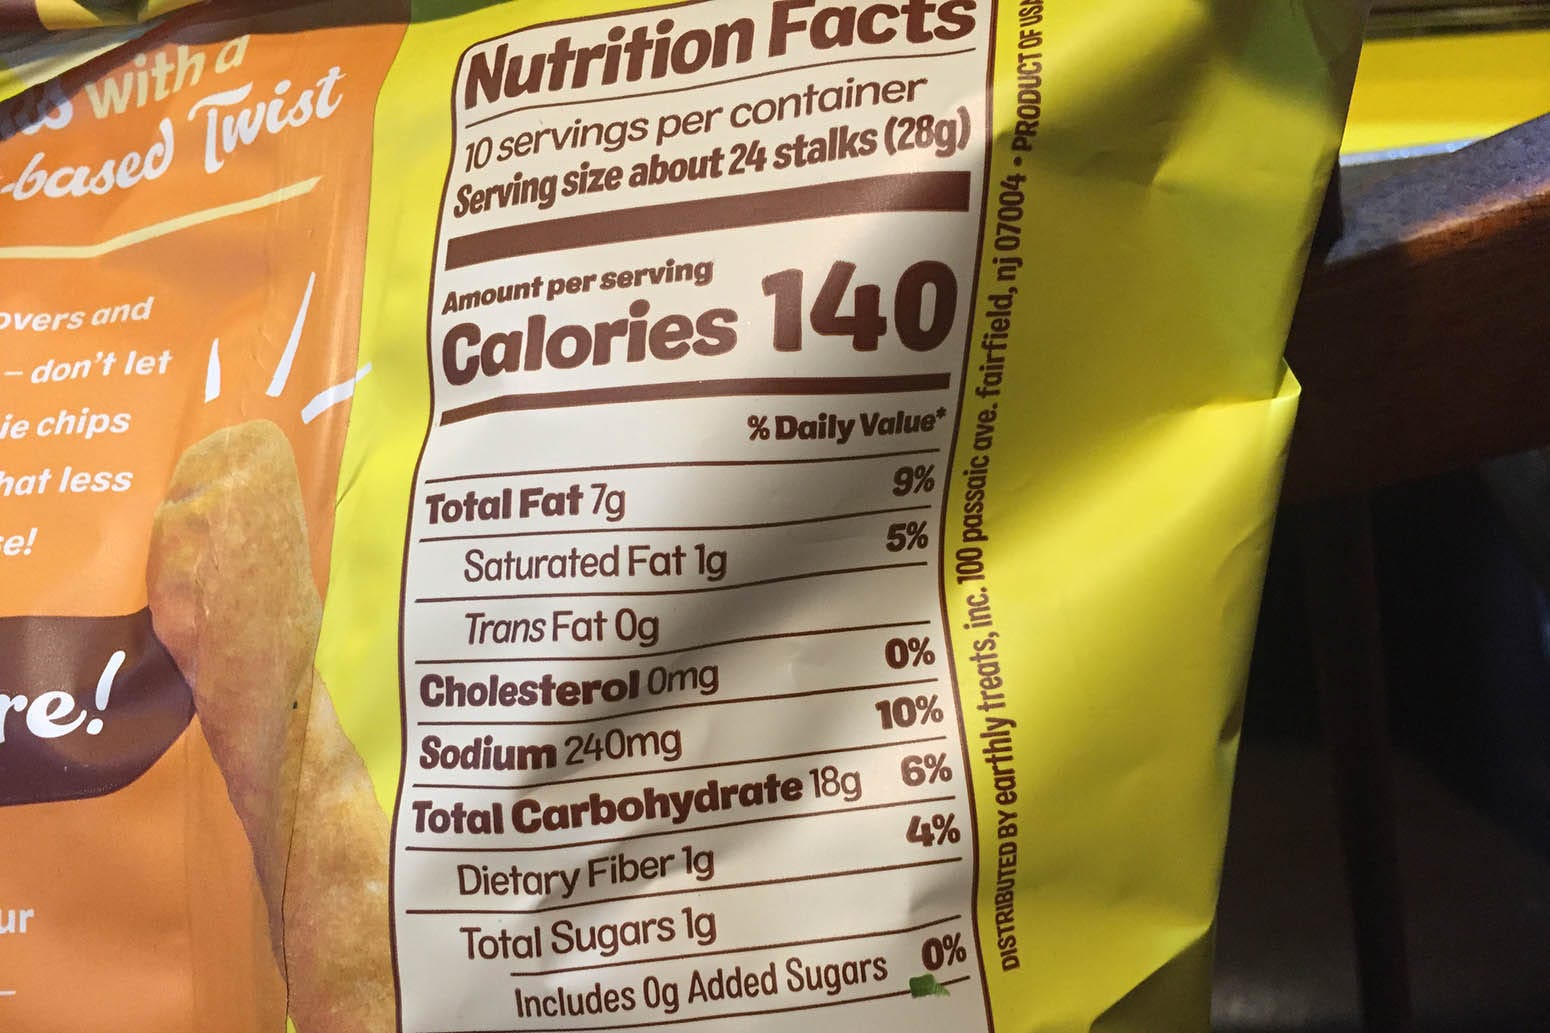 with a
-based Twist
overs and
– don't let
ie chips
hat less
se!
re!
ur
Nutrition Facts
10 servings per container
Serving size about 24 stalks (28g)
Amount per serving
Calories 140
% Daily Value*
Total Fat 7g 9%
Saturated Fat 1g 5%
Trans Fat 0g
Cholesterol 0mg 0%
Sodium 240mg 10%
Total Carbohydrate 18g 6%
Dietary Fiber 1g 4%
Total Sugars 1g
Includes 0g Added Sugars 0%
DISTRIBUTED BY earthly treats, inc. 100 passaic ave. fairfield, nj 07004 • PRODUCT OF USA